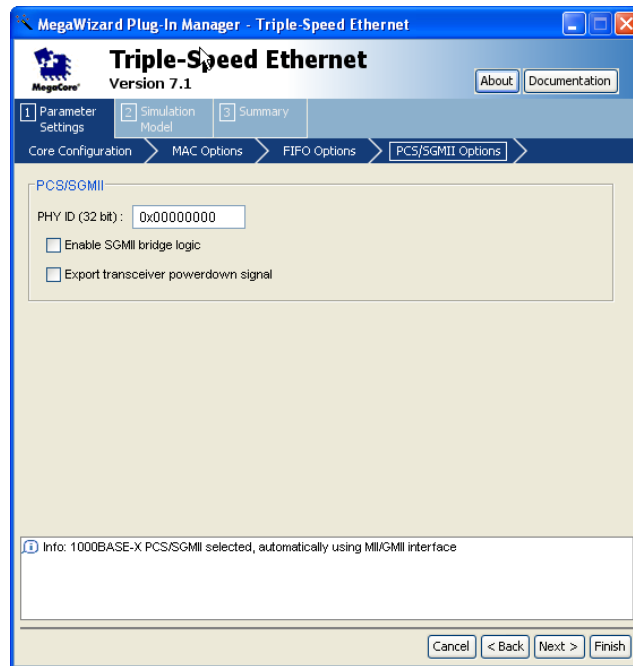 MegaWizard Plug-In Manager - Triple-Speed Ethernet
MegaCore'
Triple-Speed Ethernet
Version 7.1
About
Documentation
1 Parameter Settings
2 Simulation Model
3 Summary
Core Configuration
MAC Options
FIFO Options
PCS/SGMII Options
PCS/SGMII
PHY ID (32 bit) : 0x00000000
Enable SGMII bridge logic
Export transceiver powerdown signal
Info: 1000BASE-X PCS/SGMII selected, automatically using MII/GMII interface
Cancel
< Back
Next >
Finish